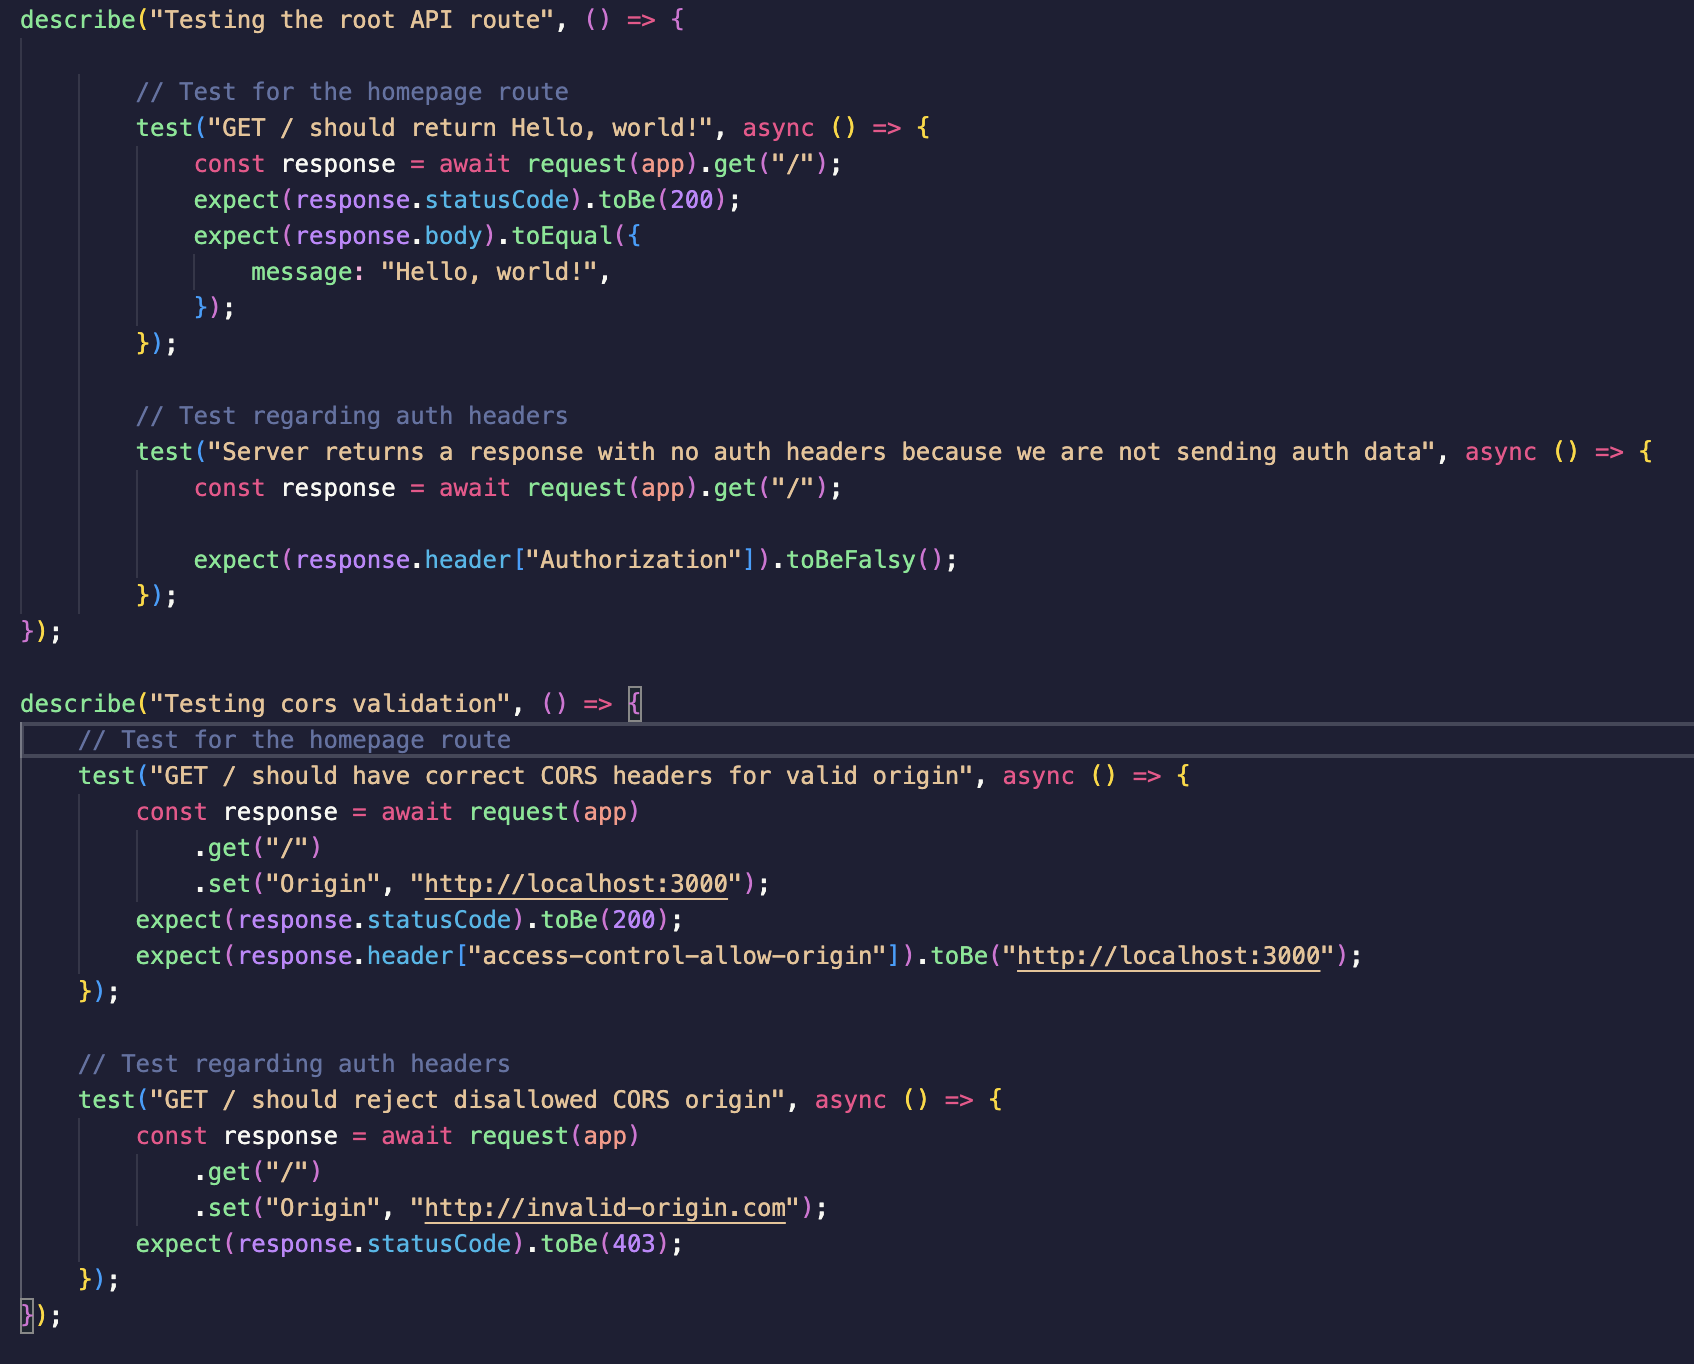 describe("Testing the root API route", () => {
// Test for the homepage route
test("GET / should return Hello, world!", async () => {
const response = await request(app).get("/");
expect(response.statusCode).toBe(200);
expect(response.body).toEqual({
message: "Hello, world!",
});
});
// Test regarding auth headers
test("Server returns a response with no auth headers because we are not sending auth data", async () => {
const response = await request(app).get("/");
expect(response.header["Authorization"]).toBeFalsy();
});
});
describe("Testing cors validation", () => {
// Test for the homepage route
test("GET / should have correct CORS headers for valid origin", async () => {
const response = await request(app)
.get("/")
.set("Origin", "http://localhost:3000");
expect(response.statusCode).toBe(200);
expect(response.header["access-control-allow-origin"]).toBe("http://localhost:3000");
});
// Test regarding auth headers
test("GET / should reject disallowed CORS origin", async () => {
const response = await request(app)
.get("/")
.set("Origin", "http://invalid-origin.com");
expect(response.statusCode).toBe(403);
});
});